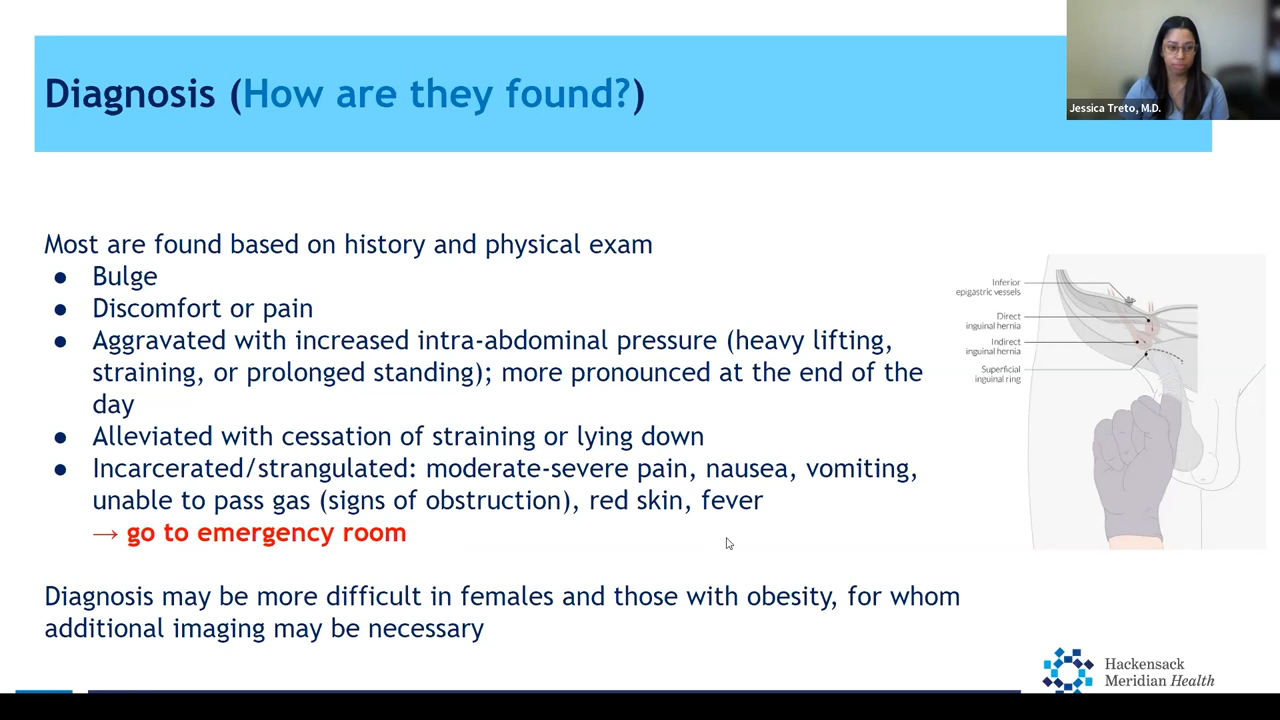 Diagnosis (How are they found?)
Jessica Treto, M.D.
Most are found based on history and physical exam
● Bulge
● Discomfort or pain
● Aggravated with increased intra-abdominal pressure (heavy lifting,
straining, or prolonged standing); more pronounced at the end of the
day
● Alleviated with cessation of straining or lying down
● Incarcerated/strangulated: moderate-severe pain, nausea, vomiting,
unable to pass gas (signs of obstruction), red skin, fever
→ go to emergency room
Diagnosis may be more difficult in females and those with obesity, for whom
additional imaging may be necessary
Inferior
epigastric vessels
Direct
inguinal hernia
Indirect
inguinal hernia
Superficial
inguinal ring
Hackensack
Meridian Health